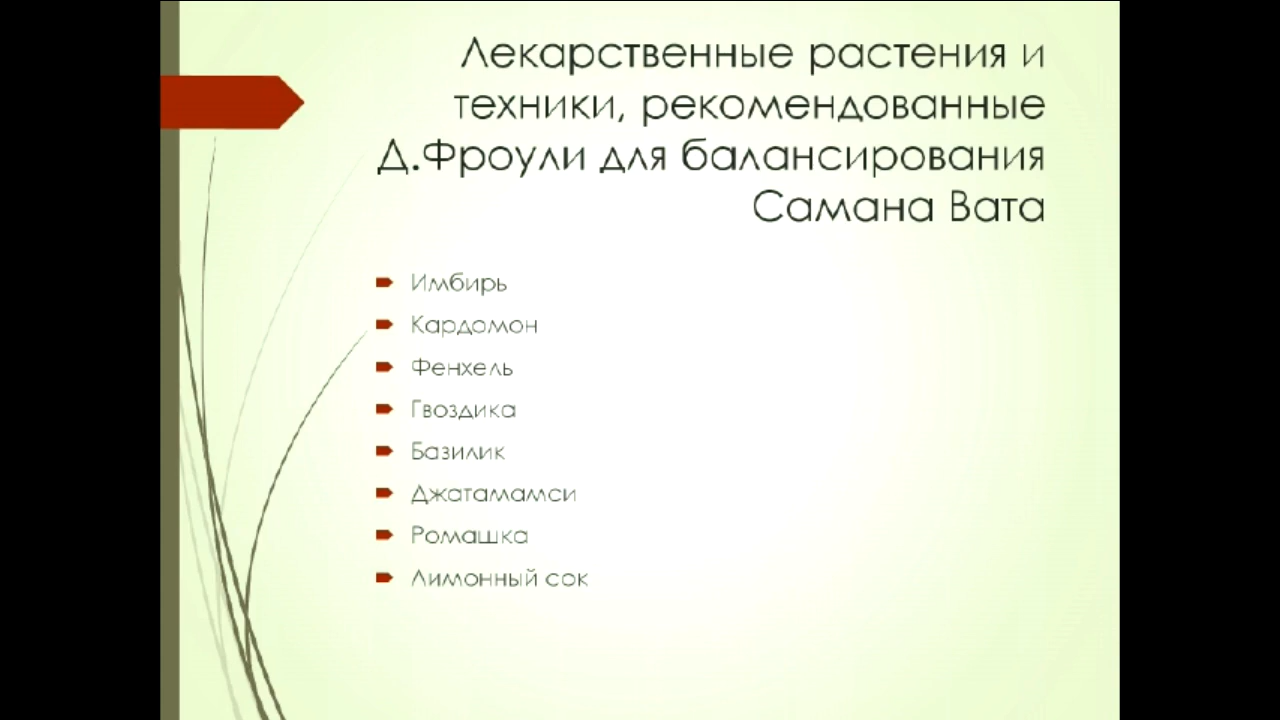 Лекарственные растения и
техники, рекомендованные
Д.Фроули для балансирования
Самана Вата
Имбирь
Кардомон
Фенхель
Гвоздика
Базилик
Джатамамси
Ромашка
Лимонный сок